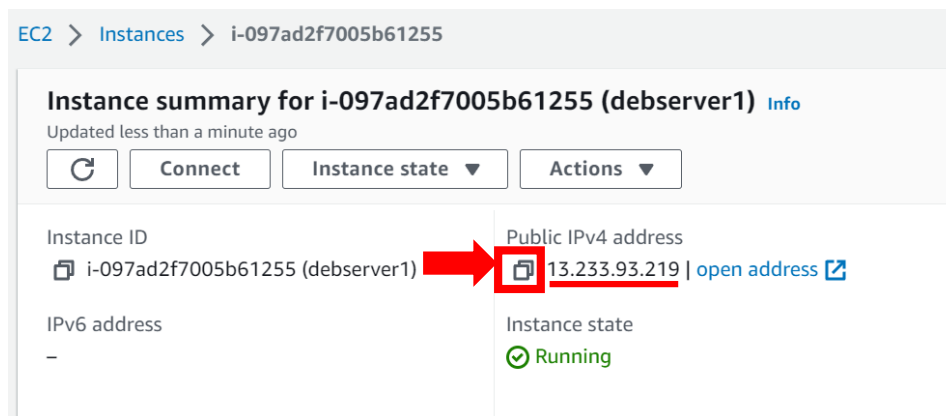 EC2 > Instances > i-097ad2f7005b61255
Instance summary for i-097ad2f7005b61255 (debserver1) Info
Updated less than a minute ago
Connect Instance state ▼ Actions ▼
Instance ID
i-097ad2f7005b61255 (debserver1)
Public IPv4 address
13.233.93.219 | open address
IPv6 address
–
Instance state
Running